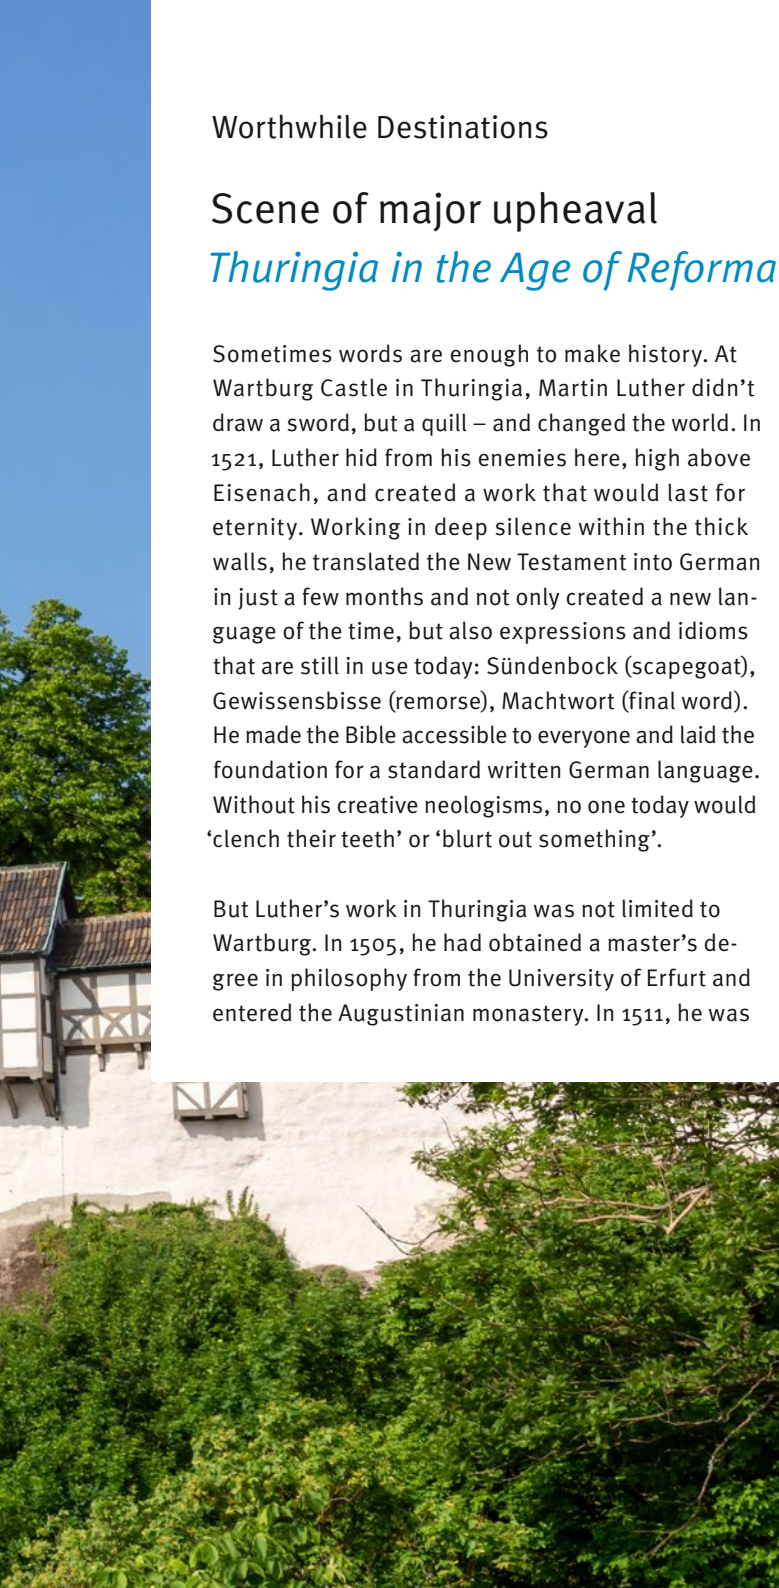 Worthwhile Destinations
Scene of major upheaval
Thuringia in the Age of Reforma
Sometimes words are enough to make history. At
Wartburg Castle in Thuringia, Martin Luther didn’t
draw a sword, but a quill – and changed the world. In
1521, Luther hid from his enemies here, high above
Eisenach, and created a work that would last for
eternity. Working in deep silence within the thick
walls, he translated the New Testament into German
in just a few months and not only created a new lan-
guage of the time, but also expressions and idioms
that are still in use today: Sündenbock (scapegoat),
Gewissensbisse (remorse), Machtwort (final word).
He made the Bible accessible to everyone and laid the
foundation for a standard written German language.
Without his creative neologisms, no one today would
‘clench their teeth’ or ‘blurt out something’.
But Luther’s work in Thuringia was not limited to
Wartburg. In 1505, he had obtained a master’s de-
gree in philosophy from the University of Erfurt and
entered the Augustinian monastery. In 1511, he was